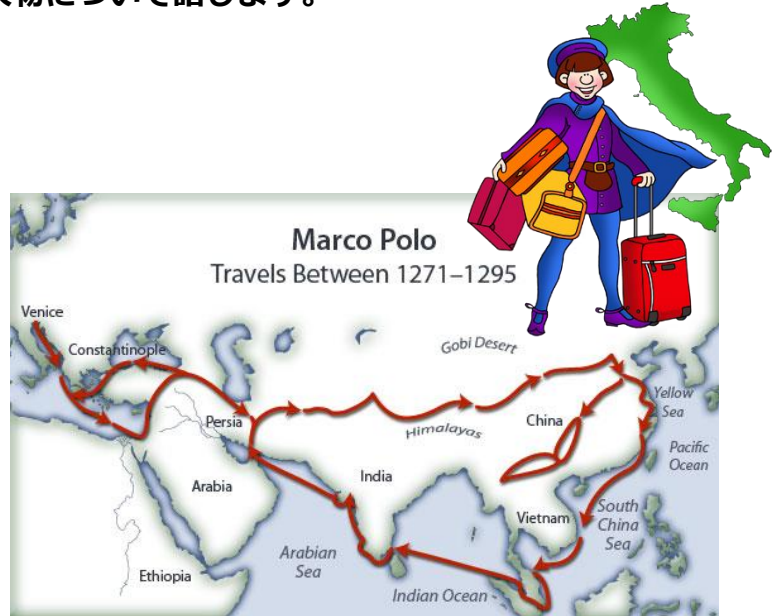 物について話します。
Marco Polo
Travels Between 1271–1295
Venice
Constantinople
Gobi Desert
Persia
Himalayas
China
Yellow
Sea
Pacific
Ocean
Arabia
India
Vietnam
South
China
Sea
Arabian
Sea
Ethiopia
Indian Ocean